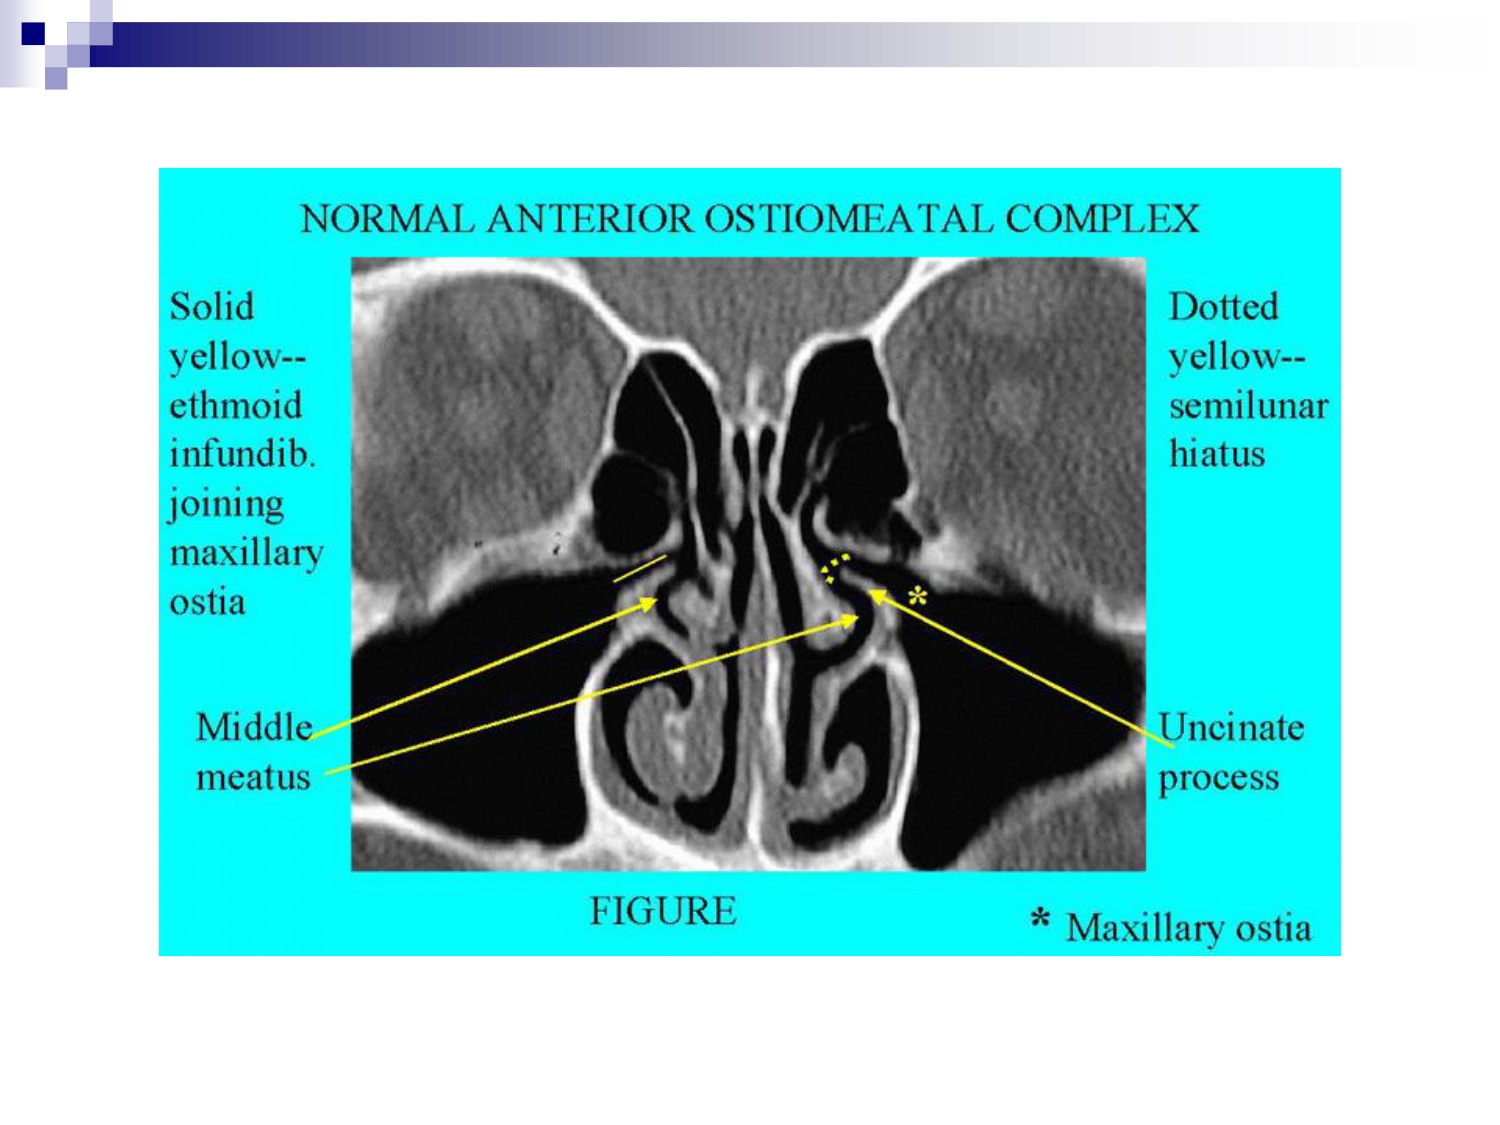 NORMAL ANTERIOR OSTIOMEATAL COMPLEX
Solid
yellow--
ethmoid
infundib.
joining
maxillary
ostia
Dotted
yellow--
semilunar
hiatus
*
Middle
meatus
Uncinate
process
FIGURE
* Maxillary ostia